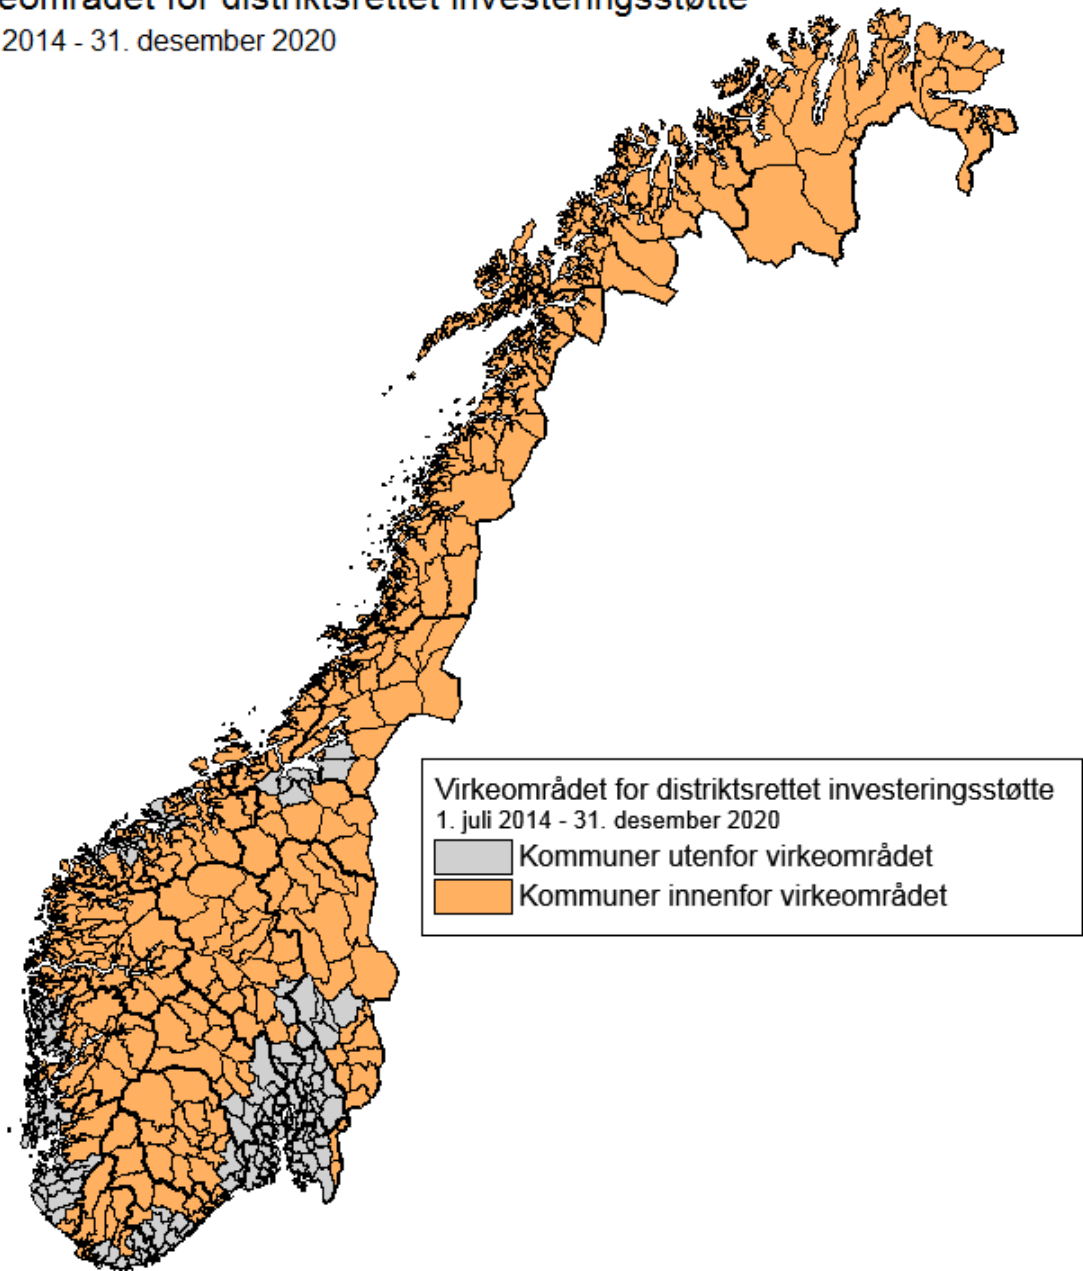 for distriktsrettet investeringsstøtte
2014 - 31. desember 2020
Virkeområdet for distriktsrettet investeringsstøtte
1. juli 2014 - 31. desember 2020
Kommuner utenfor virkeområdet
Kommuner innenfor virkeområdet